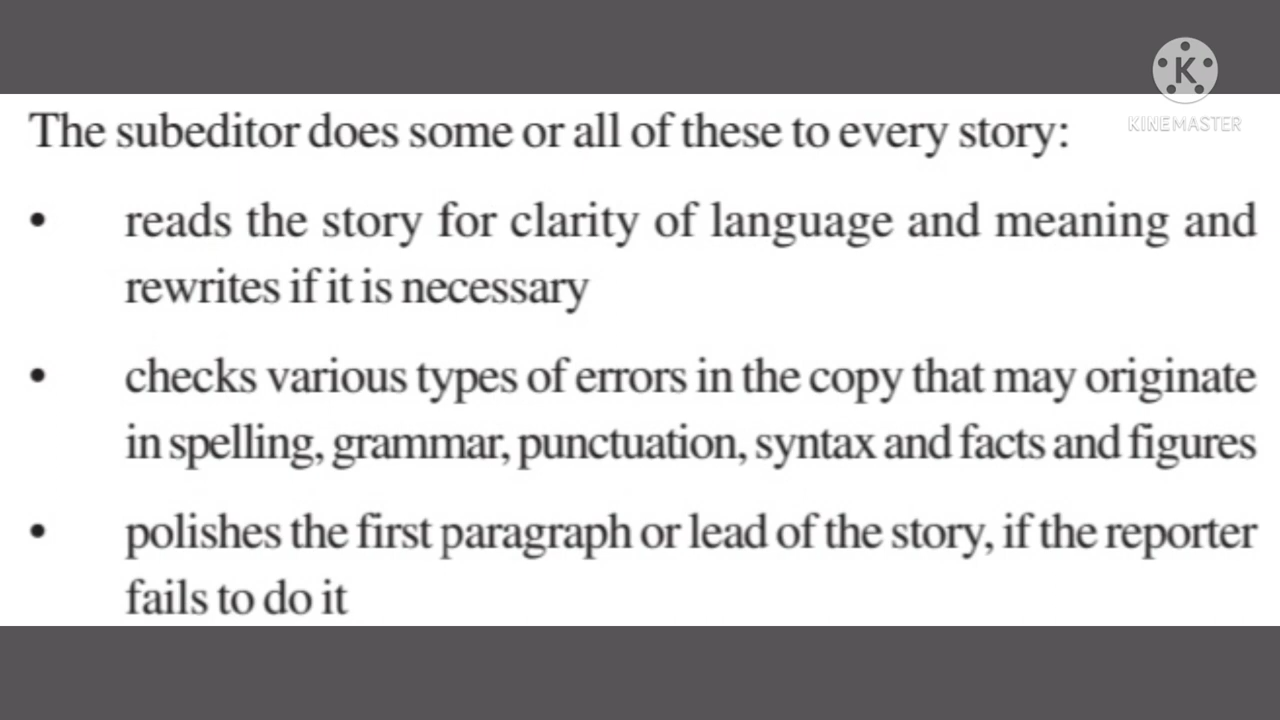 KINEMASTER
The subeditor does some or all of these to every story:
• reads the story for clarity of language and meaning and
rewrites if it is necessary
• checks various types of errors in the copy that may originate
in spelling, grammar, punctuation, syntax and facts and figures
• polishes the first paragraph or lead of the story, if the reporter
fails to do it